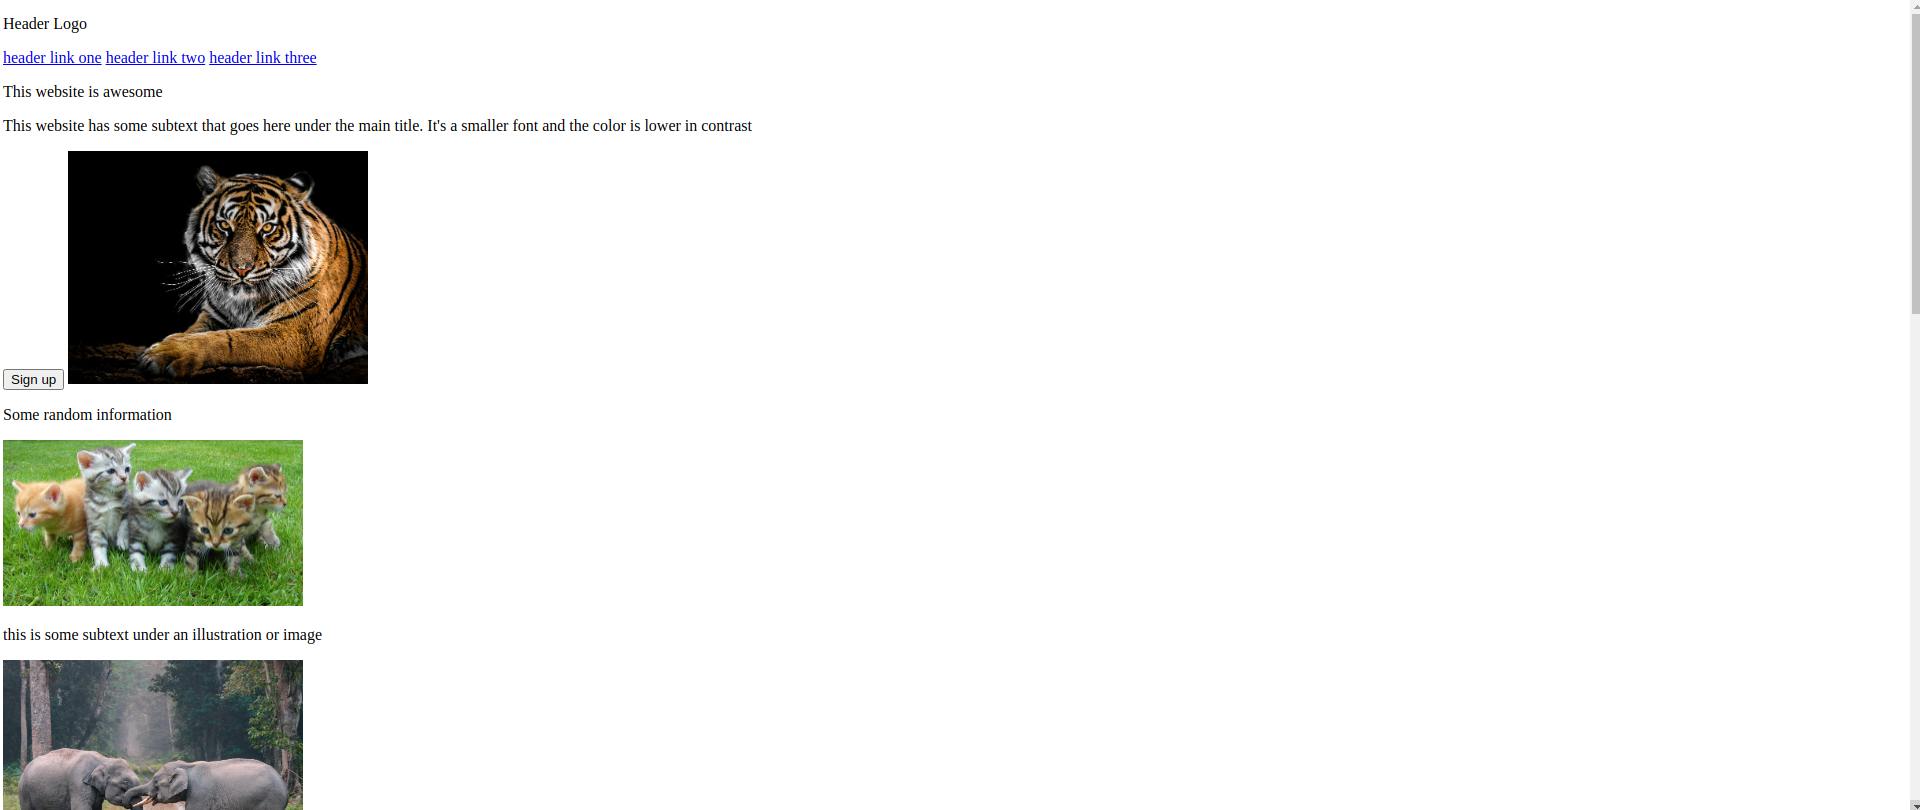 Header Logo
header link one header link two header link three
This website is awesome
This website has some subtext that goes here under the main title. It's a smaller font and the color is lower in contrast
Sign up
Some random information
this is some subtext under an illustration or image